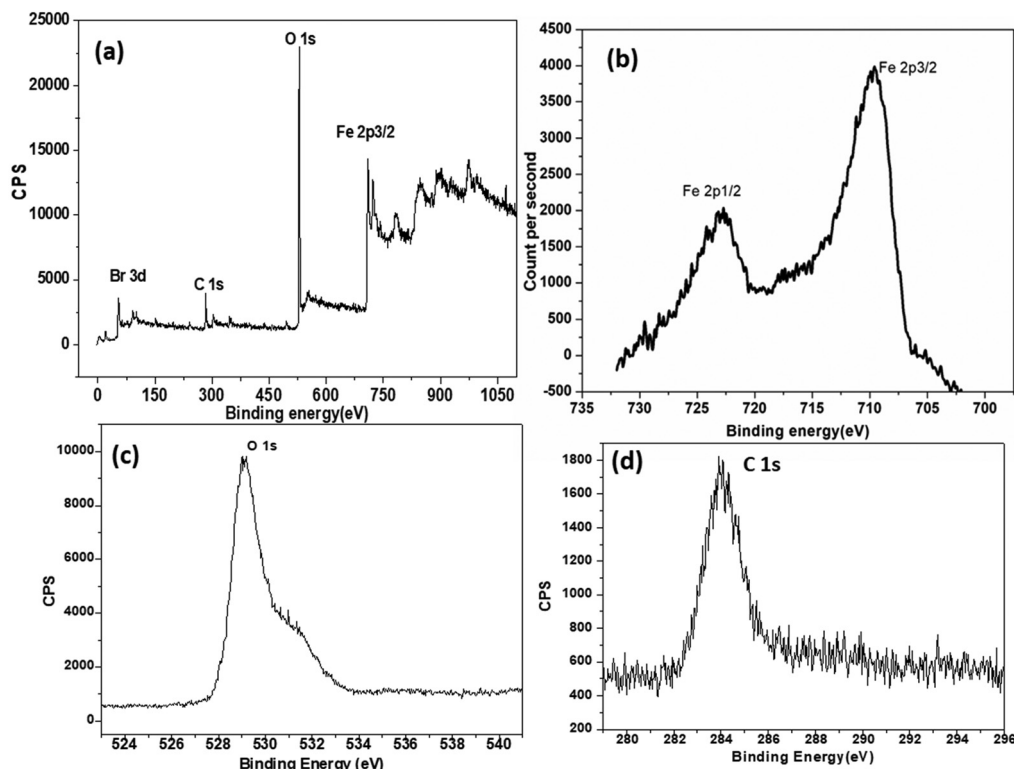 (a)
O 1s
Fe 2p3/2
Br 3d
C 1s
CPS
25000
20000
15000
10000
5000
0
0 150 300 450 600 750 900 1050
Binding energy(eV)
(b)
Fe 2p3/2
Fe 2p1/2
Count per second
4500
4000
3500
3000
2500
2000
1500
1000
500
0
-500
735 730 725 720 715 710 705 700
Binding energy(eV)
(c)
O 1s
CPS
10000
8000
6000
4000
2000
0
524 526 528 530 532 534 536 538 540
Binding Energy (eV)
(d)
C 1s
CPS
1800
1600
1400
1200
1000
800
600
400
200
280 282 284 286 288 290 292 294 296
Binding Energy(eV)